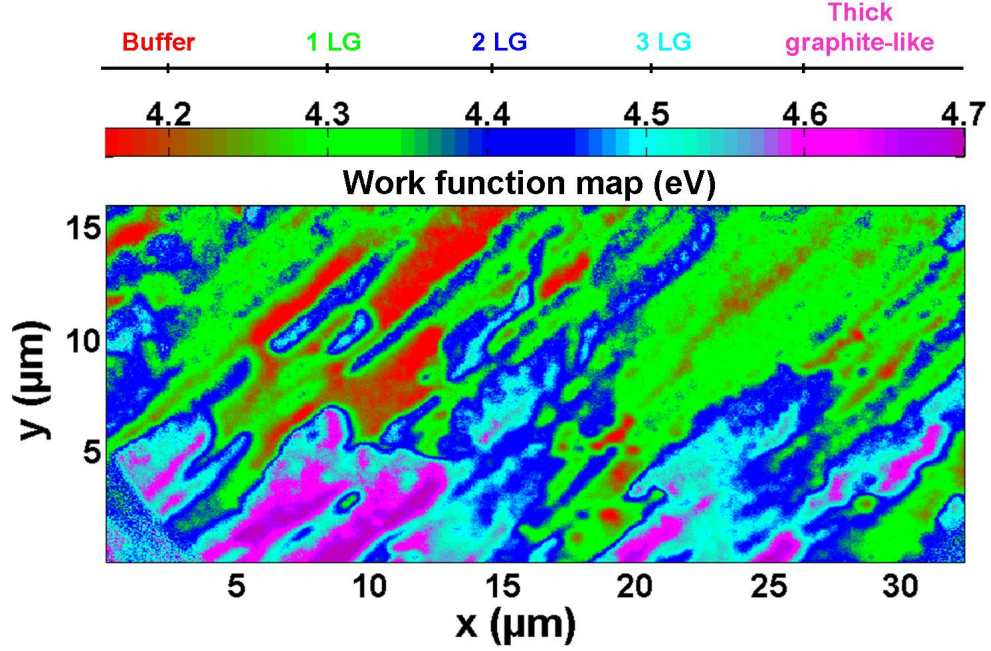 Thick
Buffer 1 LG 2 LG 3 LG graphite-like
4.2 4.3 4.4 4.5 4.6 4.7
Work function map (eV)
15
10
5
y (µm)
5 10 15 20 25 30
x (µm)